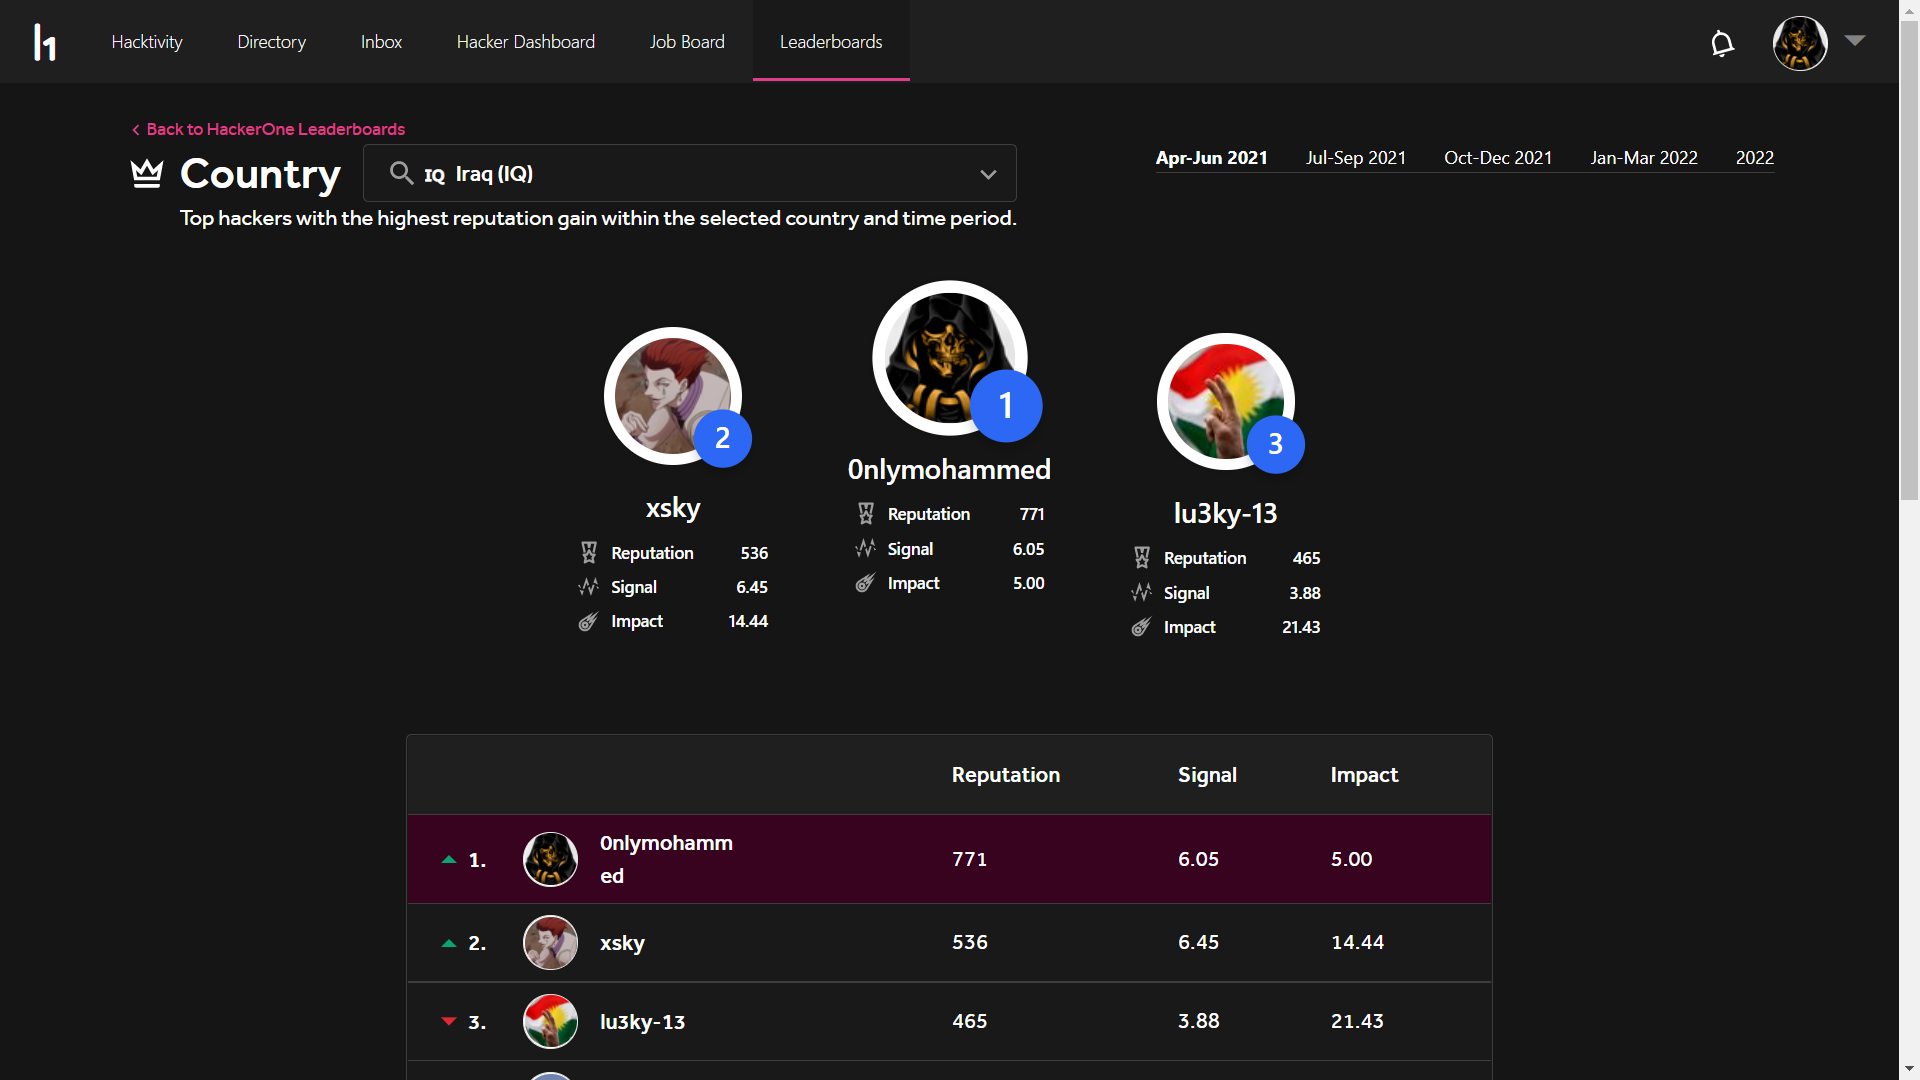 Hacktivity Directory Inbox Hacker Dashboard Job Board Leaderboards
Back to HackerOne Leaderboards
Country
IQ Iraq (IQ)
Apr-Jun 2021 Jul-Sep 2021 Oct-Dec 2021 Jan-Mar 2022 2022
Top hackers with the highest reputation gain within the selected country and time period.
2
xsky
Reputation 536
Signal 6.45
Impact 14.44
1
0nlymohammed
Reputation 771
Signal 6.05
Impact 5.00
3
lu3ky-13
Reputation 465
Signal 3.88
Impact 21.43
Reputation Signal Impact
1. 0nlymohamm
ed 771 6.05 5.00
2. xsky 536 6.45 14.44
3. lu3ky-13 465 3.88 21.43